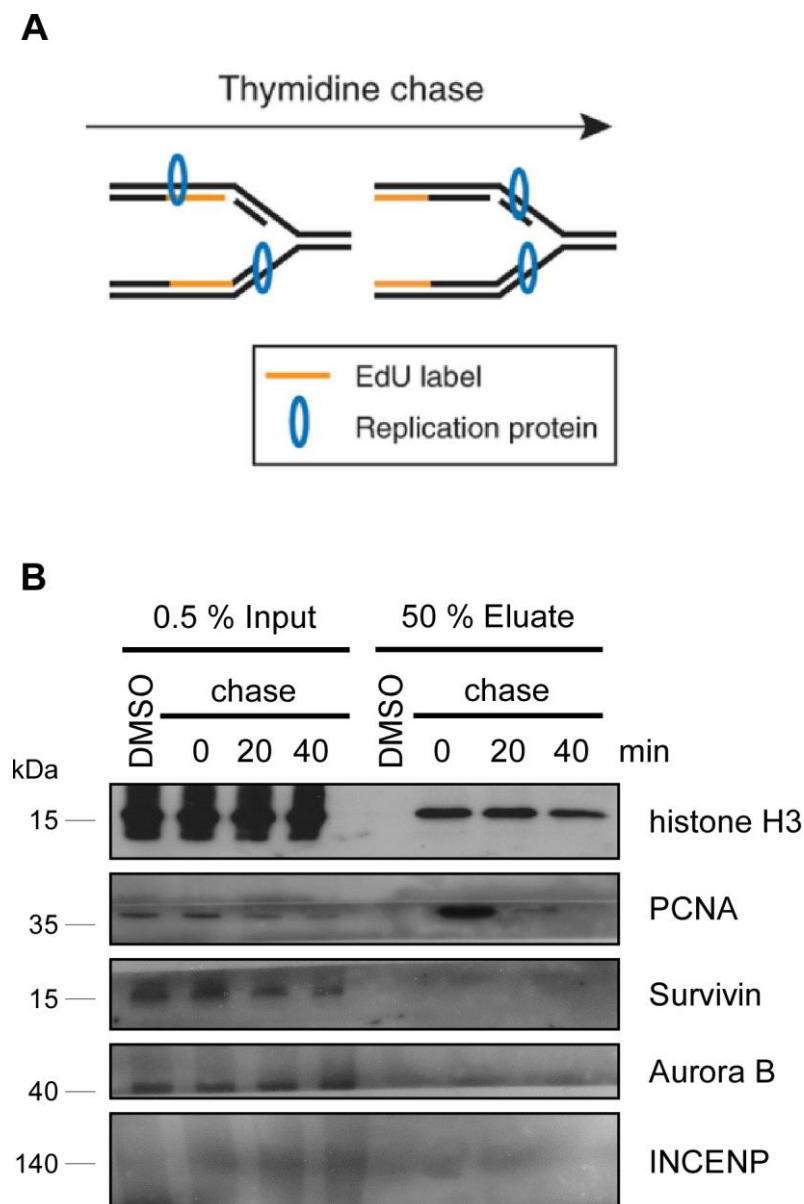 A
Thymidine chase
EdU label
Replication protein
B
0.5 % Input 50 % Eluate
DMSO chase DMSO chase
0 20 40 0 20 40 min
kDa
15 histone H3
35 PCNA
15 Survivin
40 Aurora B
140 INCENP